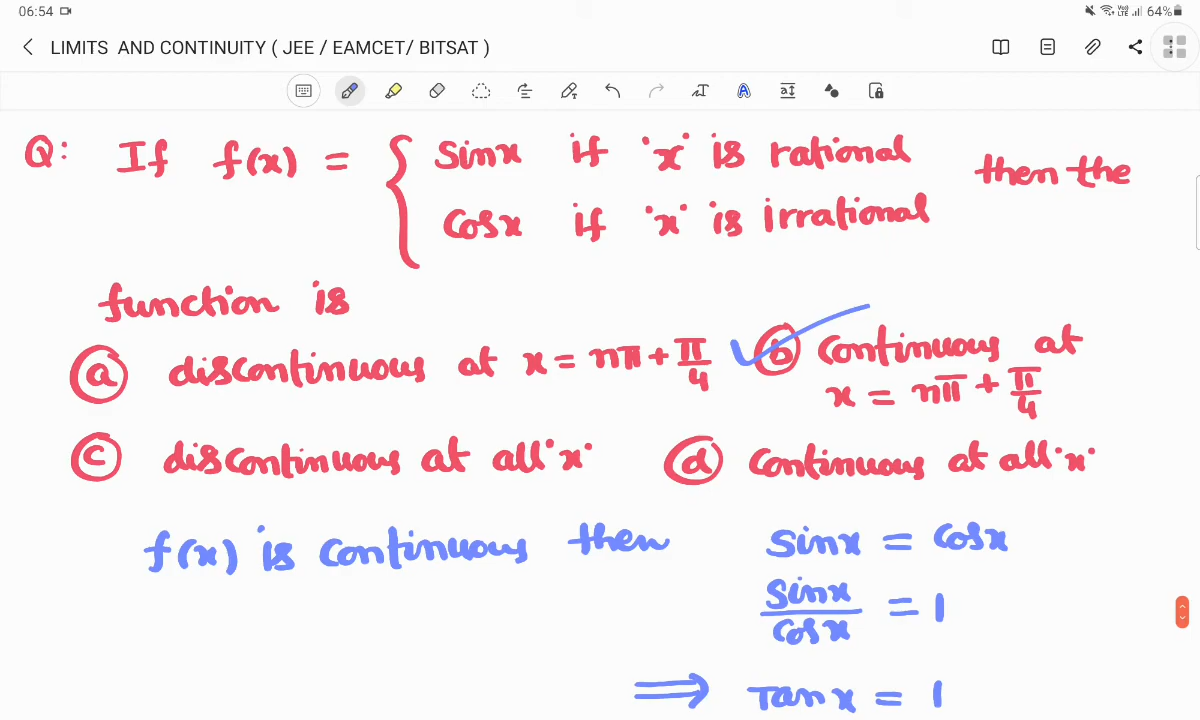 06:54 64%
LIMITS AND CONTINUITY ( JEE / EAMCET/ BITSAT )
Q: If f(x) = { sinx if 'x' is rational
cosx if 'x' is irrational
then the
function is
(a) discontinuous at x = nπ + π/4
(b) continuous at
x = nπ + π/4
(c) discontinuous at all 'x'
(d) continuous at all 'x'
f(x) is continuous then sinx = cosx
sinx/cosx = 1
⟹ Tanx = 1